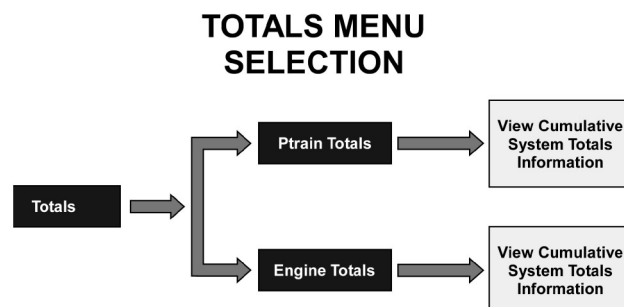 TOTALS MENU
SELECTION
Ptrain Totals
View Cumulative
System Totals
Information
Totals
Engine Totals
View Cumulative
System Totals
Information